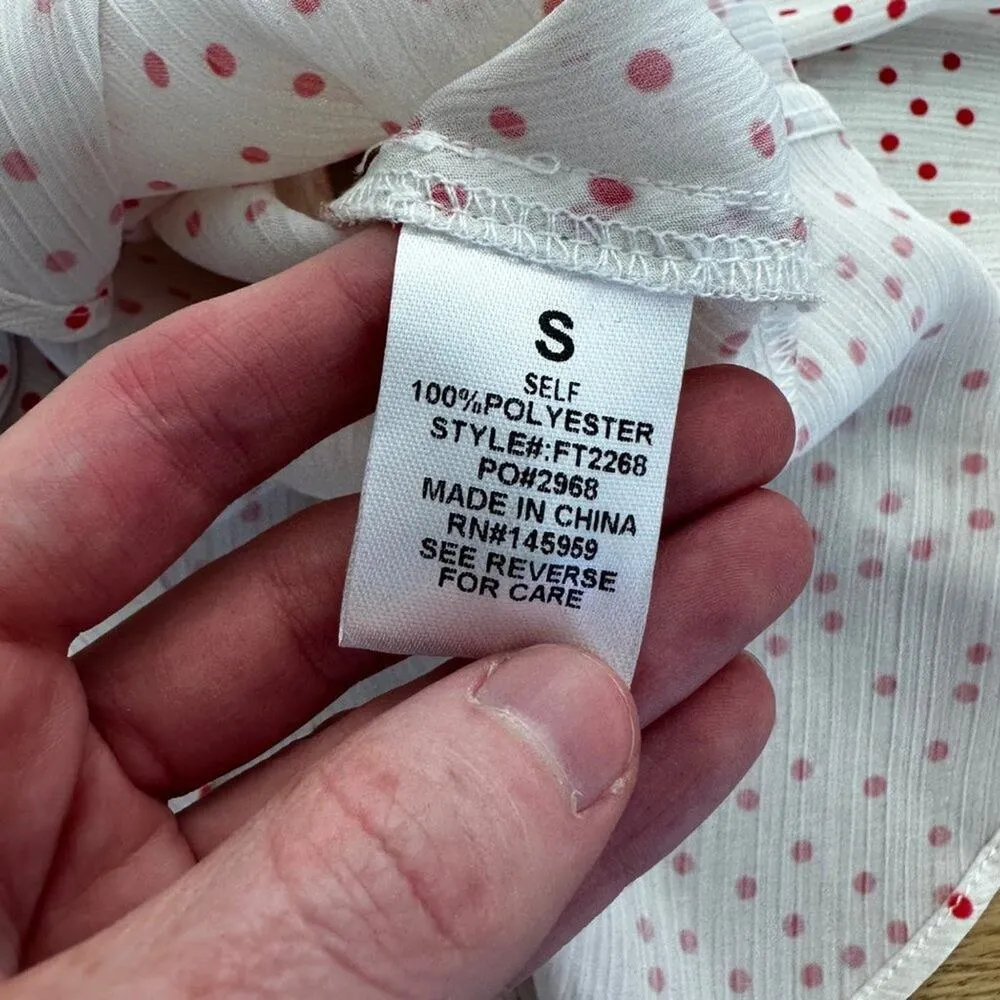 S
SELF
100%POLYESTER
STYLE#:FT2268
PO#2968
MADE IN CHINA
RN#145959
SEE REVERSE
FOR CARE